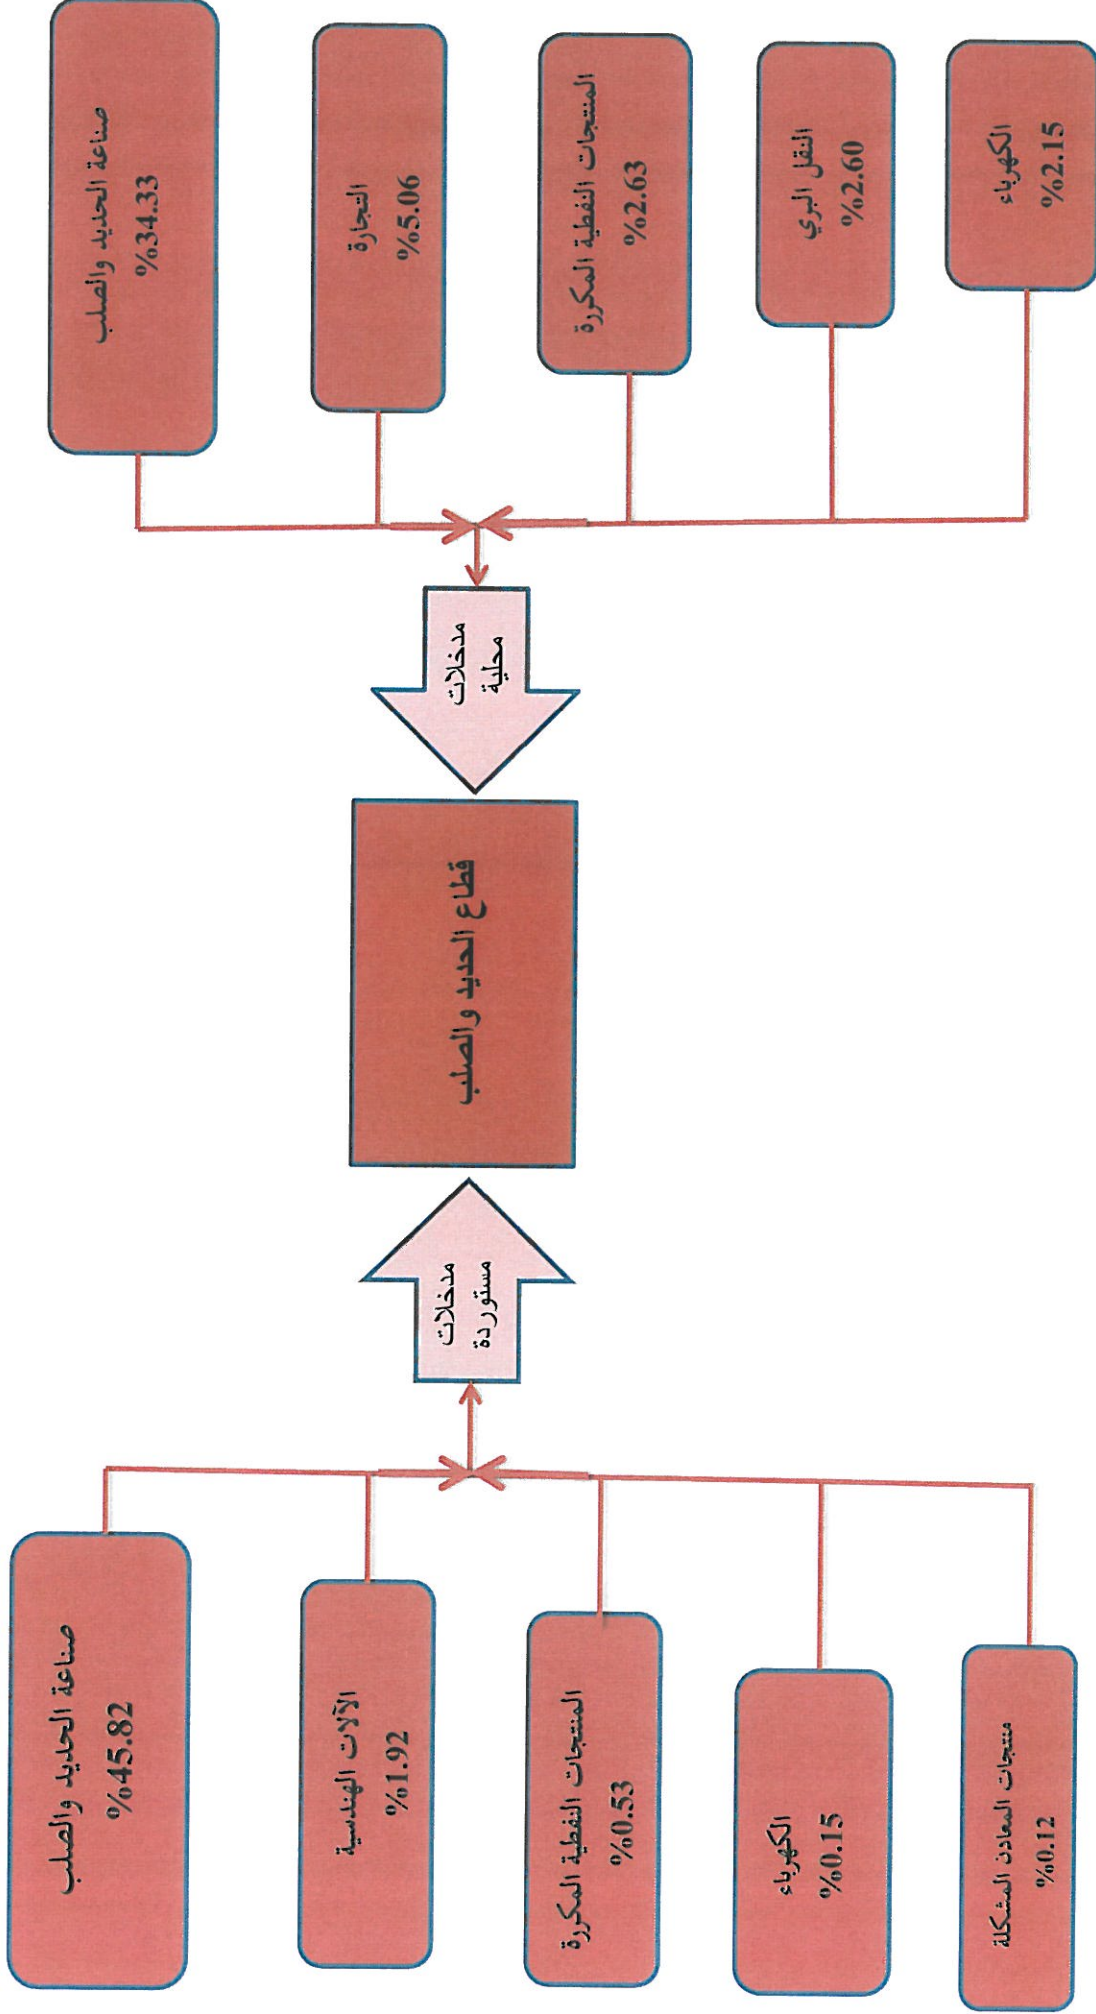 صناعة الحديد والصلب
%34.33
التجارة
%5.06
المنتجات النفطية المكررة
%2.63
النقل البري
%2.60
الكهرباء
%2.15
مدخلات
محلية
قطاع الحديد والصلب
مدخلات
مستوردة
صناعة الحديد والصلب
%45.82
الآلات الهندسية
%1.92
المنتجات النفطية المكررة
%0.53
الكهرباء
%0.15
منتجات المعادن المشكلة
%0.12